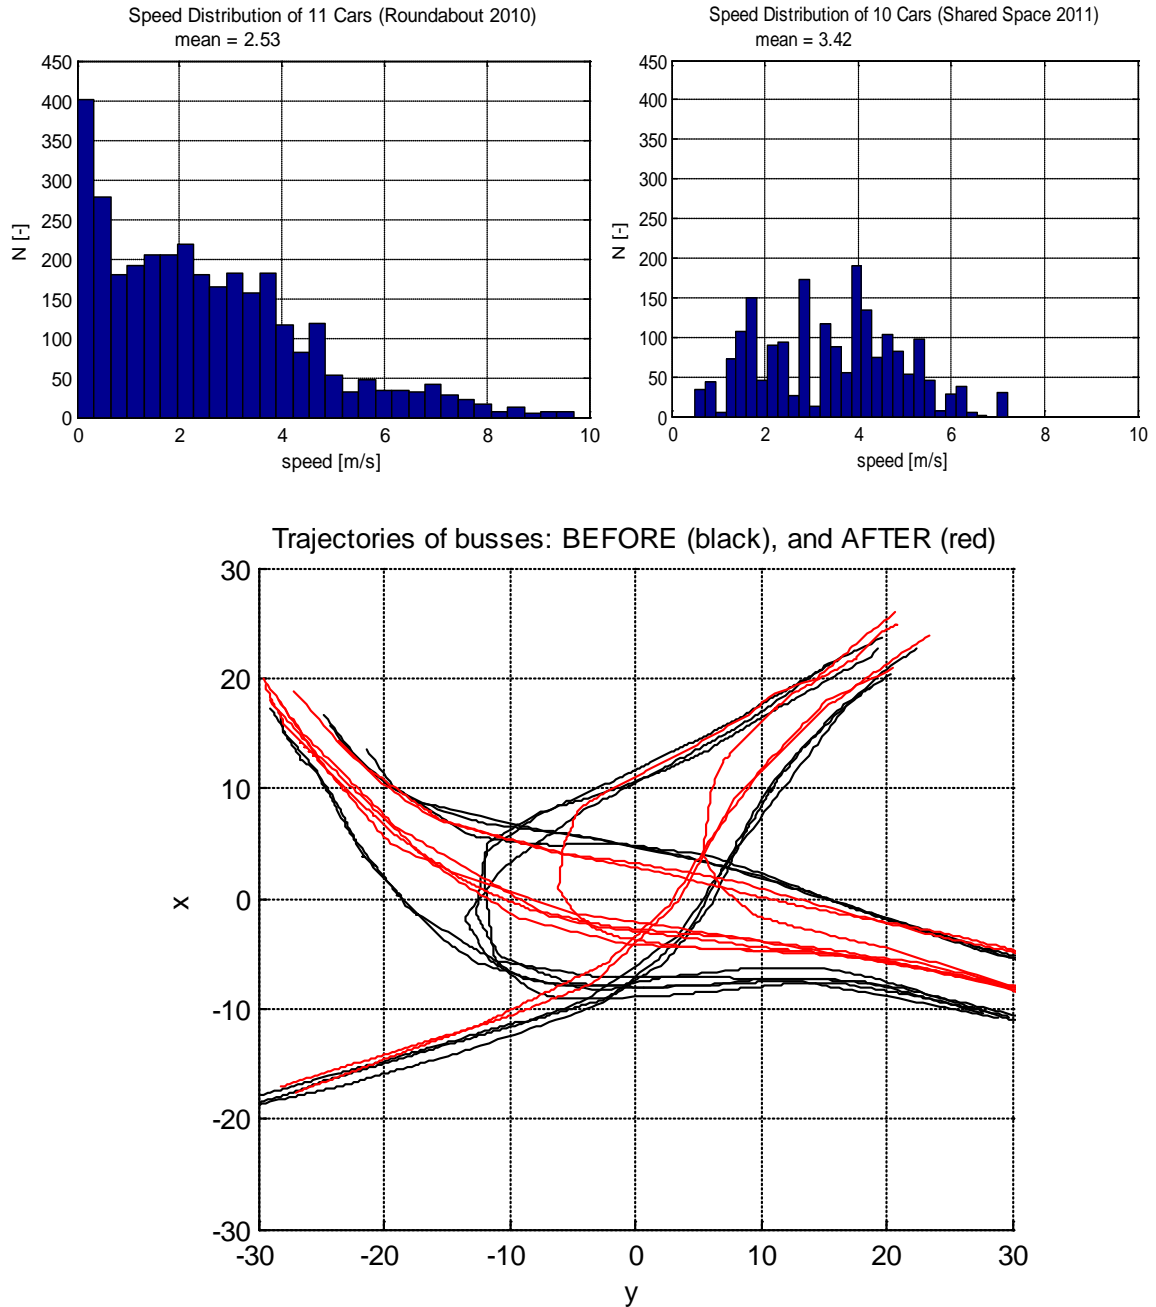 Speed Distribution of 11 Cars (Roundabout 2010)
mean = 2.53
450
400
350
300
250
200
150
100
50
0
N [-]
0 2 4 6 8 10
speed [m/s]
Speed Distribution of 10 Cars (Shared Space 2011)
mean = 3.42
450
400
350
300
250
200
150
100
50
0
N [-]
0 2 4 6 8 10
speed [m/s]
Trajectories of busses: BEFORE (black), and AFTER (red)
30
20
10
0
-10
-20
-30
x
-30 -20 -10 0 10 20 30
y